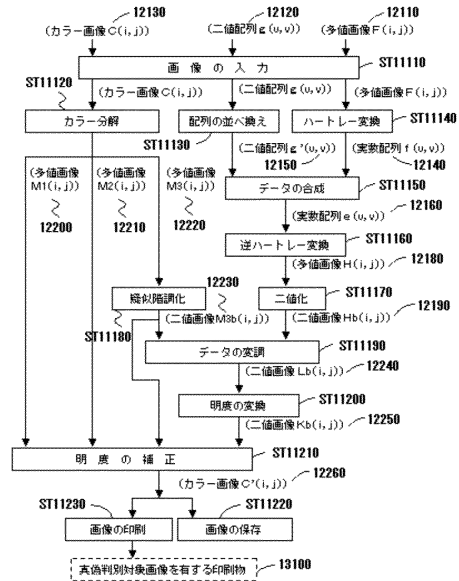 12130 12120 12110
(カラー画像C(i,j)) (二値配列g(u,v)) (多値画像F(i,j))
画像の入力 ST11110
ST11120 (カラー画像C(i,j)) (二値配列g(u,v)) (多値画像F(i,j))
カラー分解 配列の並べ換え ハートレー変換 ST11140
ST11130 (二値配列g'(u,v)) (実数配列f(u,v))
12150 12140
(多値画像M1(i,j)) (多値画像M2(i,j)) (多値画像M3(i,j)) データの合成 ST11150
12200 12210 12220 (実数配列e(u,v)) 12160
逆ハートレー変換 ST11160
(多値画像H(i,j)) 12180
12230
疑似階調化 二値化 ST11170
ST11180 (二値画像M3b(i,j)) (二値画像Hb(i,j)) 12190
データの変調 ST11190
(二値画像Lb(i,j)) 12240
明度の変換 ST11200
(二値画像Kb(i,j)) 12250
明度の補正 ST11210
(カラー画像C'(i,j)) 12260
ST11230 ST11220
画像の印刷 画像の保存
真偽判別対象画像を有する印刷物 13100